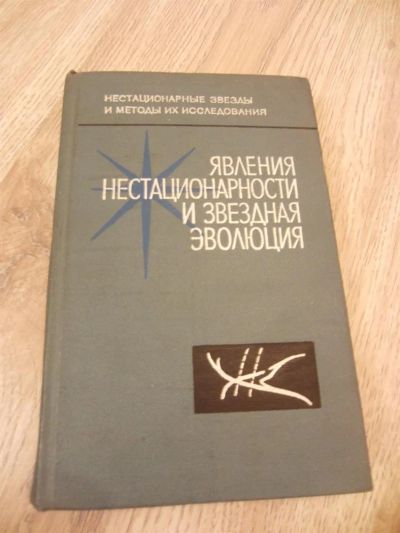 НЕСТАЦИОНАРНЫЕ ЗВЕЗДЫ
И МЕТОДЫ ИХ ИССЛЕДОВАНИЯ
ЯВЛЕНИЯ
НЕСТАЦИОНАРНОСТИ
И ЗВЕЗДНАЯ
ЭВОЛЮЦИЯ